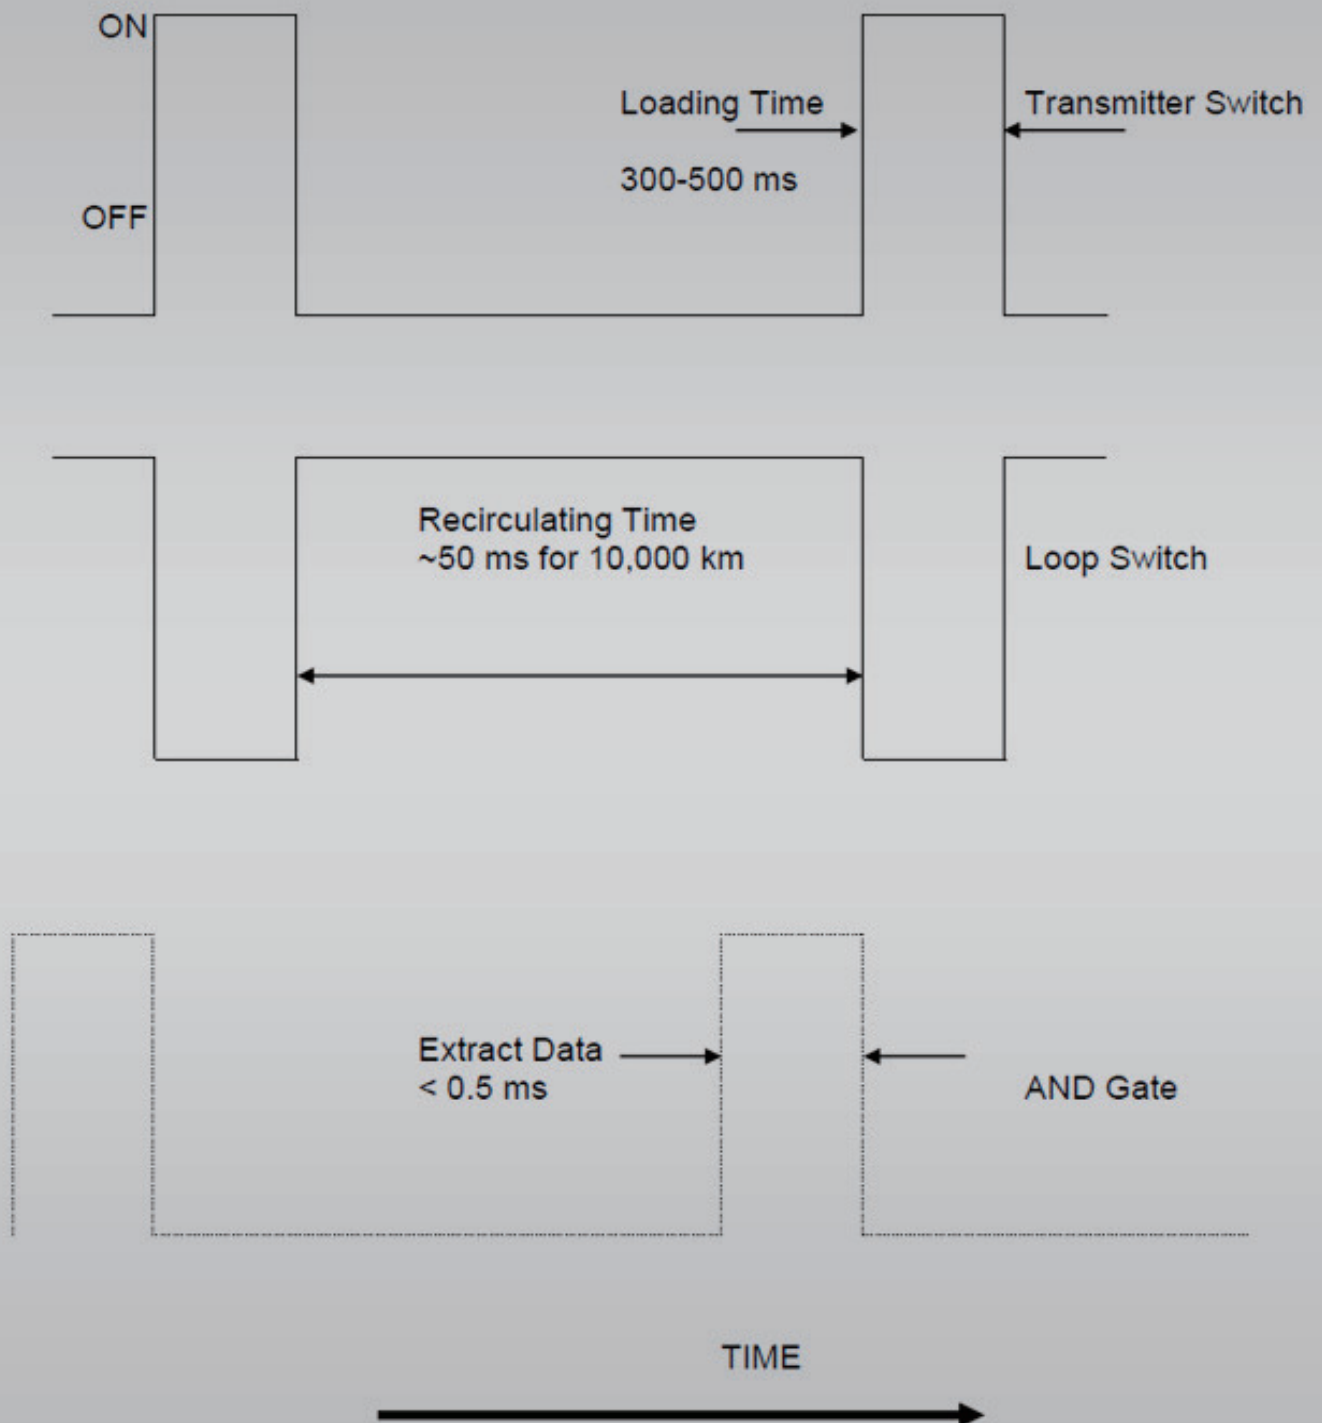 ON
Loading Time
Transmitter Switch
300-500 ms
OFF
Recirculating Time
~50 ms for 10,000 km
Loop Switch
Extract Data
< 0.5 ms
AND Gate
TIME